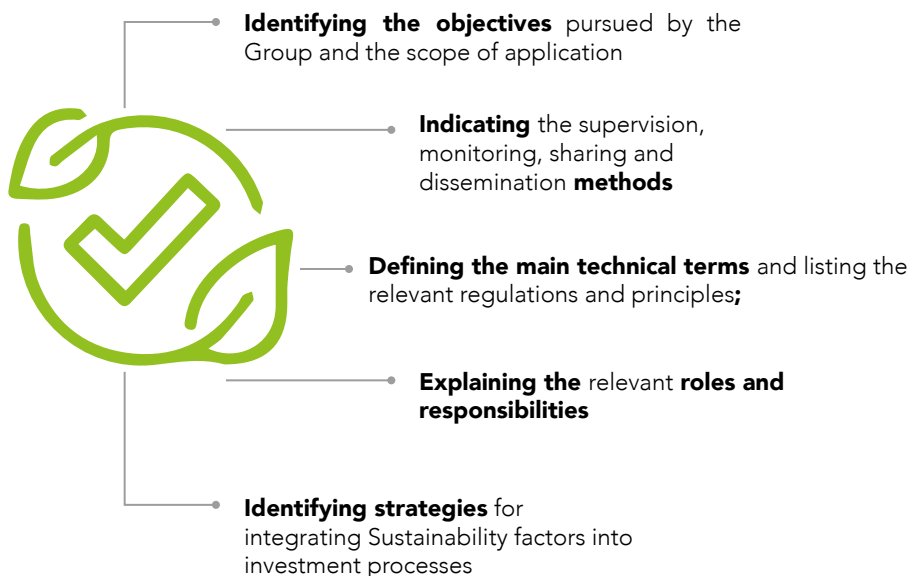 Identifying the objectives pursued by the
Group and the scope of application
Indicating the supervision,
monitoring, sharing and
dissemination methods
Defining the main technical terms and listing the
relevant regulations and principles;
Explaining the relevant roles and
responsibilities
Identifying strategies for
integrating Sustainability factors into
investment processes